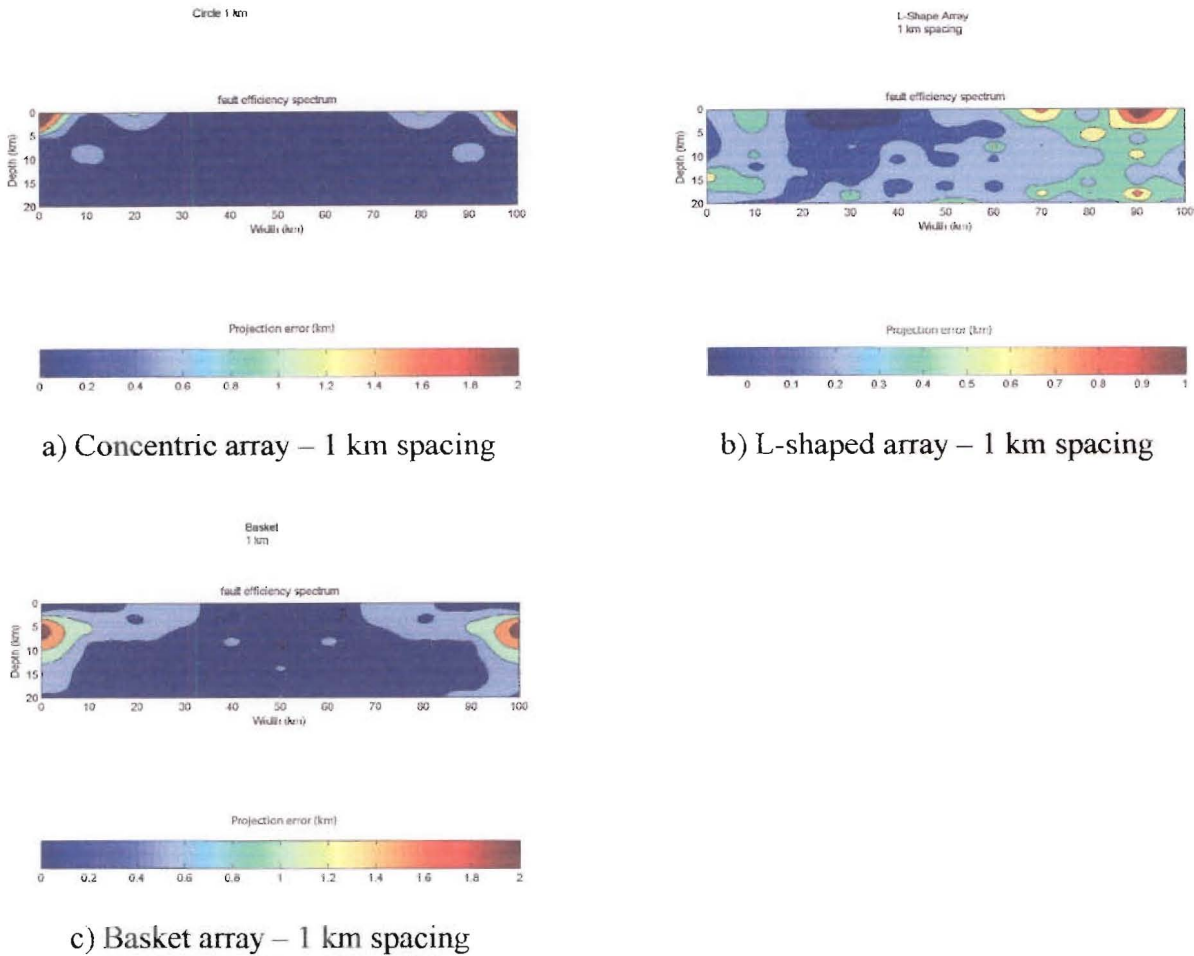 Circle 1 km
fault efficiency spectrum
0
5
10
15
20
Depth (km)
0 10 20 30 40 50 60 70 80 90 100
Width (km)
Projection error (km)
0 0.2 0.4 0.6 0.8 1 1.2 1.4 1.6 1.8 2
a) Concentric array – 1 km spacing
L-Shape Array
1 km spacing
fault efficiency spectrum
0
5
10
15
20
Depth (km)
0 10 20 30 40 50 60 70 80 90 100
Width (km)
Projection error (km)
0 0.1 0.2 0.3 0.4 0.5 0.6 0.7 0.8 0.9 1
b) L-shaped array – 1 km spacing
Basket
1 km
fault efficiency spectrum
0
5
10
15
20
Depth (km)
0 10 20 30 40 50 60 70 80 90 100
Width (km)
Projection error (km)
0 0.2 0.4 0.6 0.8 1 1.2 1.4 1.6 1.8 2
c) Basket array – 1 km spacing